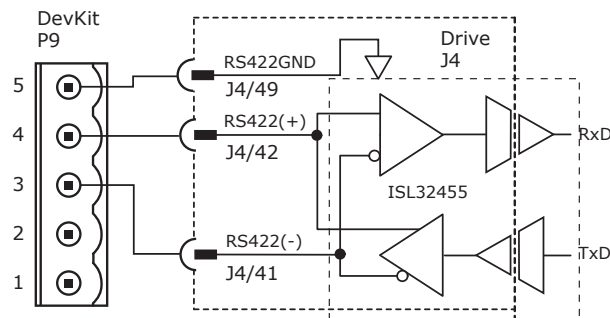 DevKit
P9
Drive
J4
5
RS422GND
J4/49
4
RS422(+)
J4/42
RxD
3
ISL32455
2
RS422(-)
TxD
J4/41
1